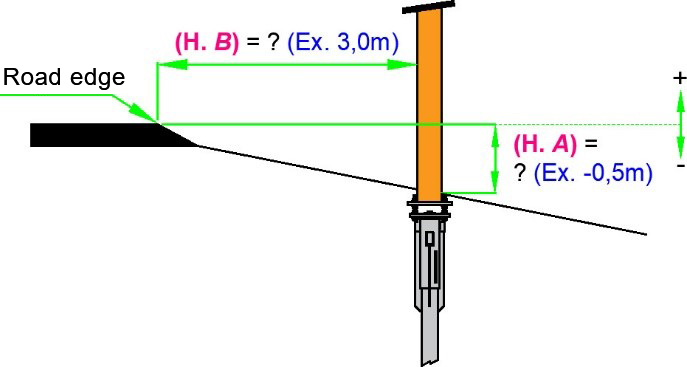 (H. B) = ? (Ex. 3,0m)
Road edge
+
(H. A) =
? (Ex. -0,5m)
-